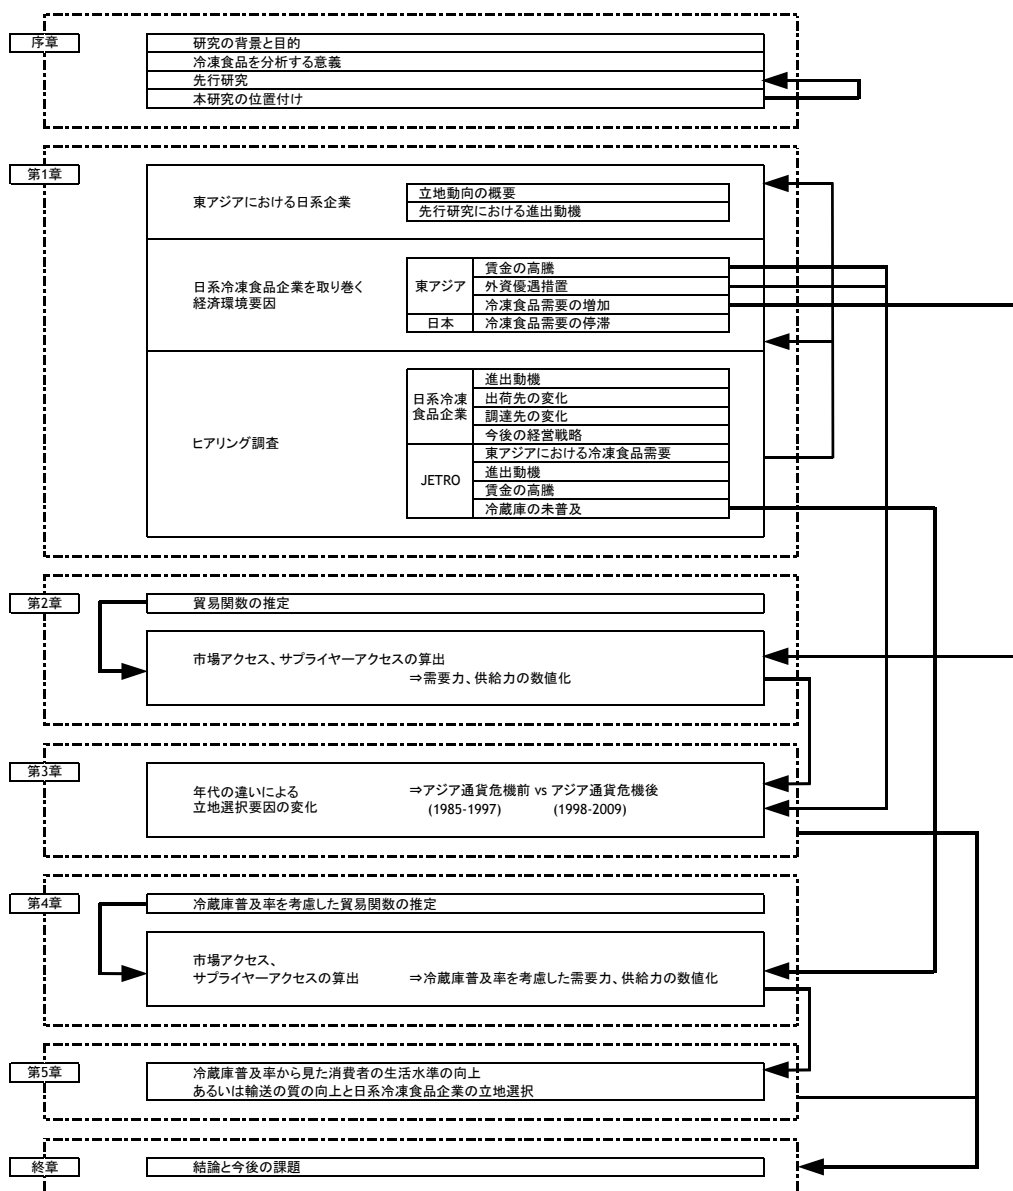 序章
研究の背景と目的
冷凍食品を分析する意義
先行研究
本研究の位置付け
第1章
東アジアにおける日系企業
立地動向の概要
先行研究における進出動機
日系冷凍食品企業を取り巻く
経済環境要因
東アジア
賃金の高騰
外資優遇措置
冷凍食品需要の増加
日本
冷凍食品需要の停滞
ヒアリング調査
日系冷凍
食品企業
進出動機
出荷先の変化
調達先の変化
今後の経営戦略
JETRO
東アジアにおける冷凍食品需要
進出動機
賃金の高騰
冷蔵庫の未普及
第2章
貿易関数の推定
市場アクセス、サプライヤーアクセスの算出
⇒需要力、供給力の数値化
第3章
年代の違いによる
立地選択要因の変化
⇒アジア通貨危機前 vs アジア通貨危機後
(1985-1997) (1998-2009)
第4章
冷蔵庫普及率を考慮した貿易関数の推定
市場アクセス、
サプライヤーアクセスの算出
⇒冷蔵庫普及率を考慮した需要力、供給力の数値化
第5章
冷蔵庫普及率から見た消費者の生活水準の向上
あるいは輸送の質の向上と日系冷凍食品企業の立地選択
終章
結論と今後の課題